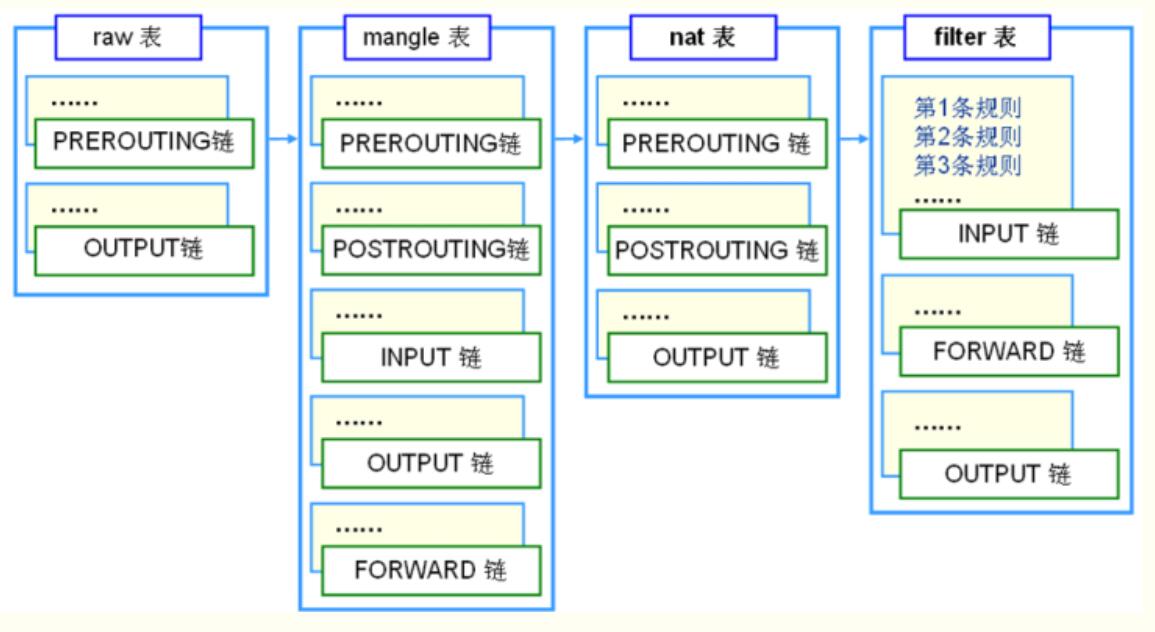 raw 表
……
PREROUTING链
……
OUTPUT链
mangle 表
……
PREROUTING链
……
POSTROUTING链
……
INPUT 链
……
OUTPUT 链
……
FORWARD 链
nat 表
……
PREROUTING 链
……
POSTROUTING 链
……
OUTPUT 链
filter 表
第1条规则
第2条规则
第3条规则
……
INPUT 链
……
FORWARD 链
……
OUTPUT 链